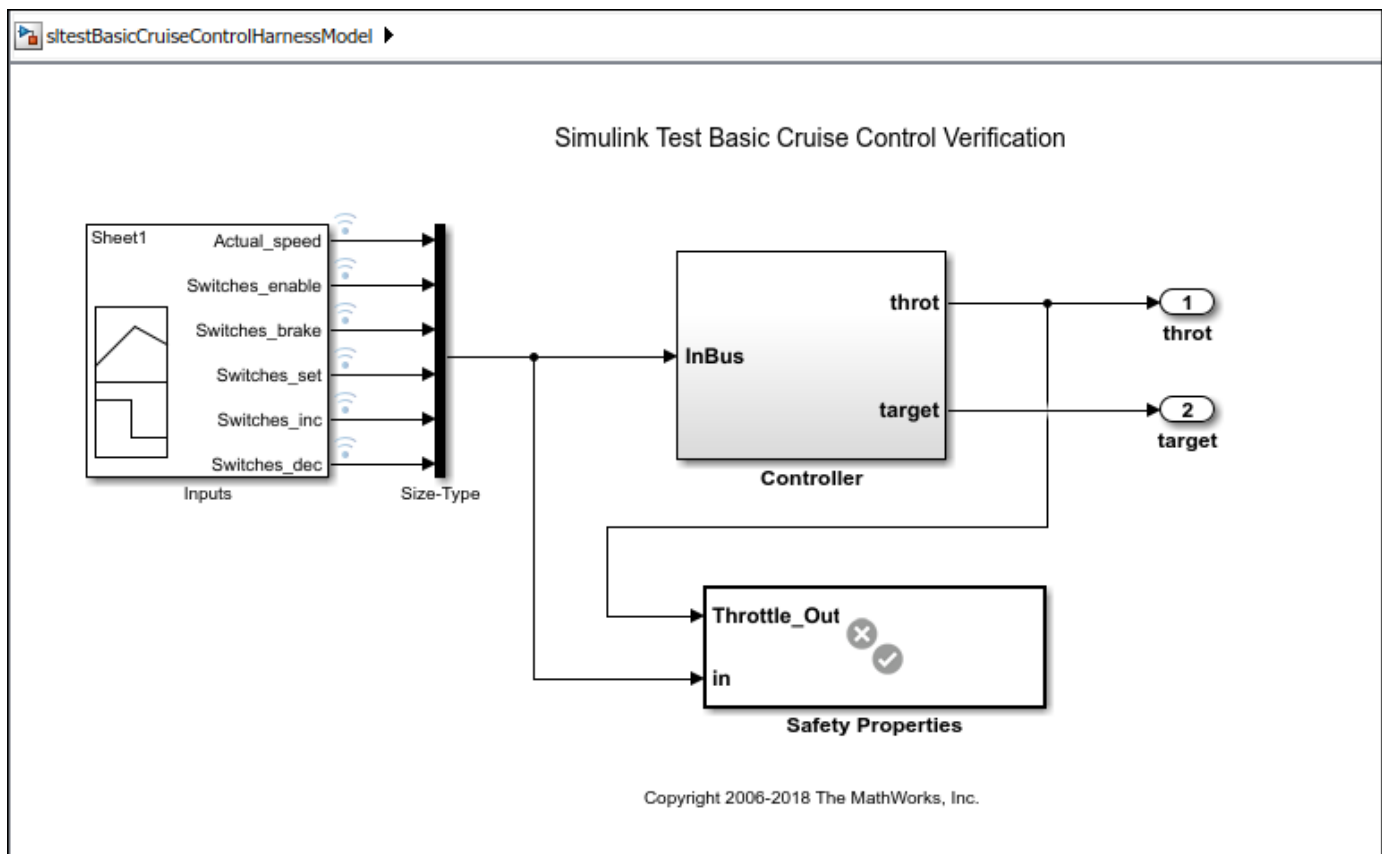 sltestBasicCruiseControlHarnessModel
Simulink Test Basic Cruise Control Verification
Sheet1
Actual_speed
Switches_enable
Switches_brake
Switches_set
Switches_inc
Switches_dec
Inputs
Size-Type
InBus
throt
target
Controller
1
throt
2
target
Throttle_Out
in
Safety Properties
Copyright 2006-2018 The MathWorks, Inc.